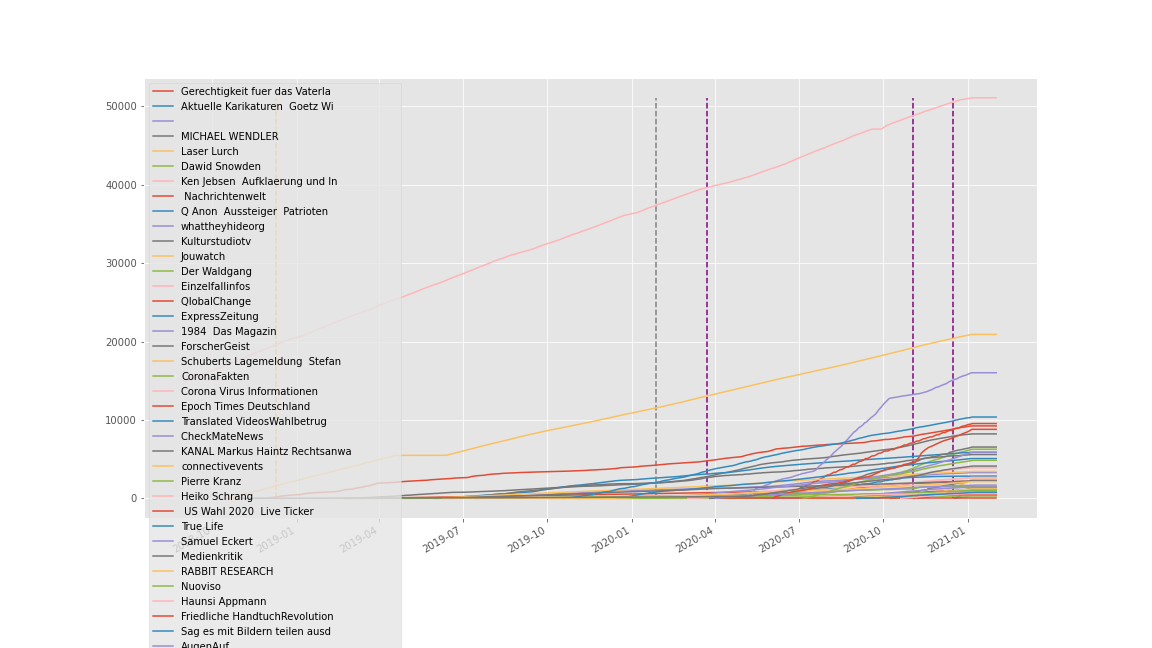 50000
40000
30000
20000
10000
0
Gerechtigkeit fuer das Vaterla
Aktuelle Karikaturen Goetz Wi
MICHAEL WENDLER
Laser Lurch
Dawid Snowden
Ken Jebsen Aufklaerung und In
Nachrichtenwelt
Q Anon Aussteiger Patrioten
whattheyhideorg
Kulturstudiotv
Jouwatch
Der Waldgang
Einzelfallinfos
QlobalChange
ExpressZeitung
1984 Das Magazin
ForscherGeist
Schuberts Lagemeldung Stefan
CoronaFakten
Corona Virus Informationen
Epoch Times Deutschland
Translated VideosWahlbetrug
CheckMateNews
KANAL Markus Haintz Rechtsanwa
connectivevents
Pierre Kranz
Heiko Schrang
US Wahl 2020 Live Ticker
True Life
Samuel Eckert
Medienkritik
RABBIT RESEARCH
Nuoviso
Haunsi Appmann
Friedliche HandtuchRevolution
Sag es mit Bildern teilen ausd
AugenAuf
2019-01
2019-04
2019-07
2019-10
2020-01
2020-04
2020-07
2020-10
2021-01